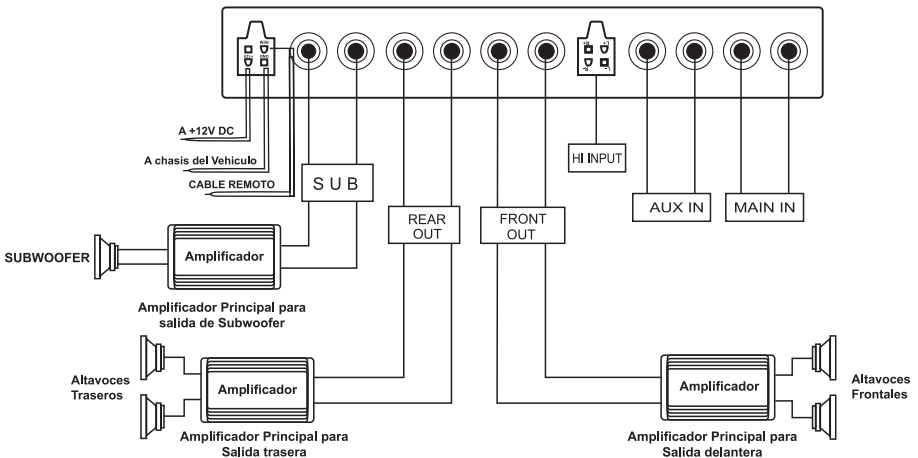 A +12V DC
A chasis del Vehiculo
CABLE REMOTO
S U B
HI INPUT
REAR
OUT
FRONT
OUT
AUX IN
MAIN IN
SUBWOOFER
Amplificador
Amplificador Principal para
salida de Subwoofer
Altavoces
Traseros
Amplificador
Amplificador Principal para
Salida trasera
Amplificador
Altavoces
Frontales
Amplificador Principal para
Salida delantera